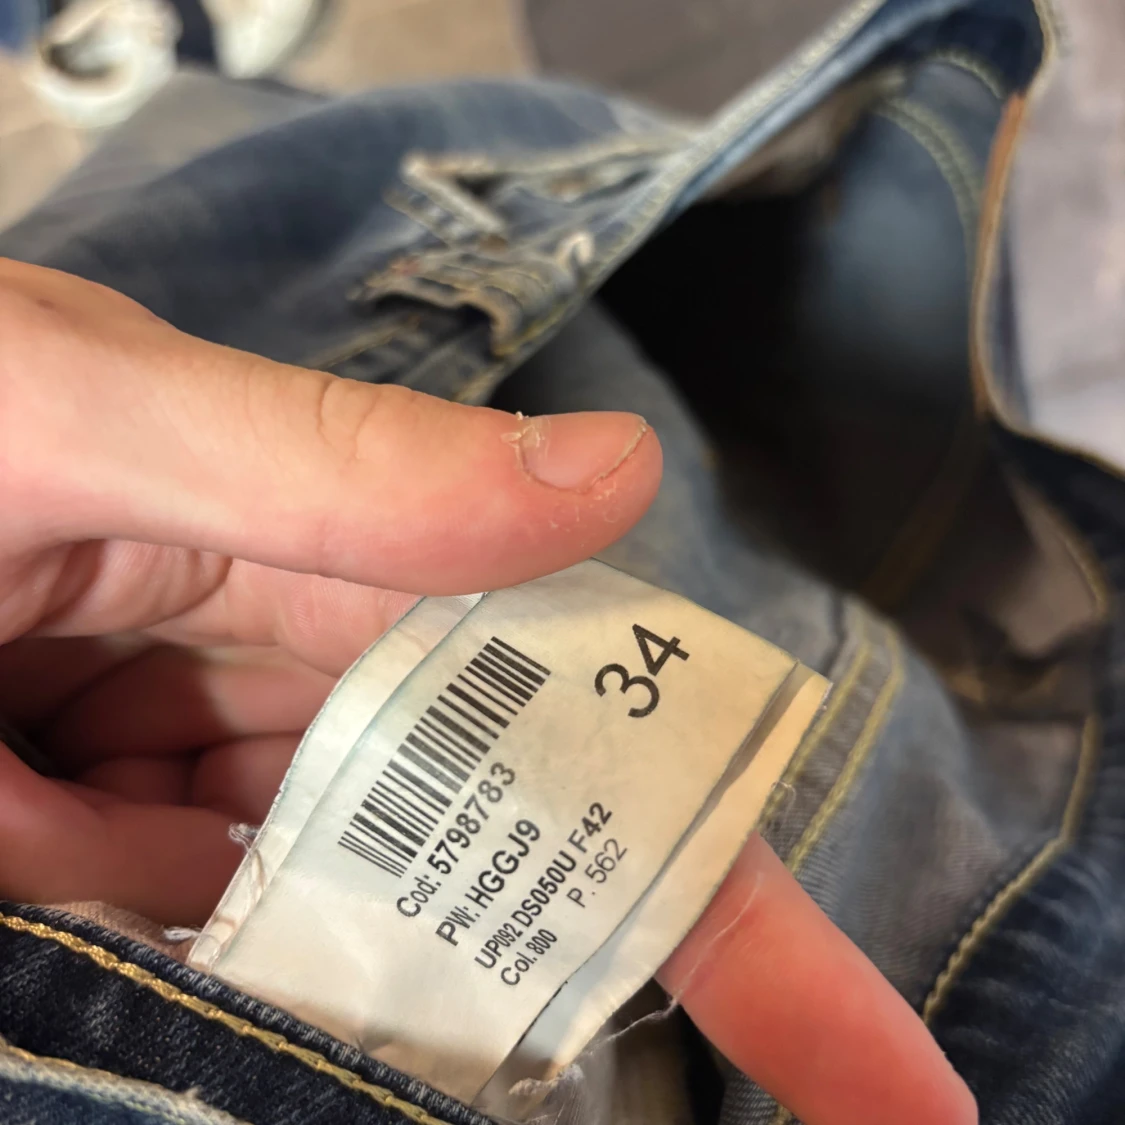 34
Cod: 5798783
PW: HGGJ9
UP092 DS050U F42
Col. 800 P. 562